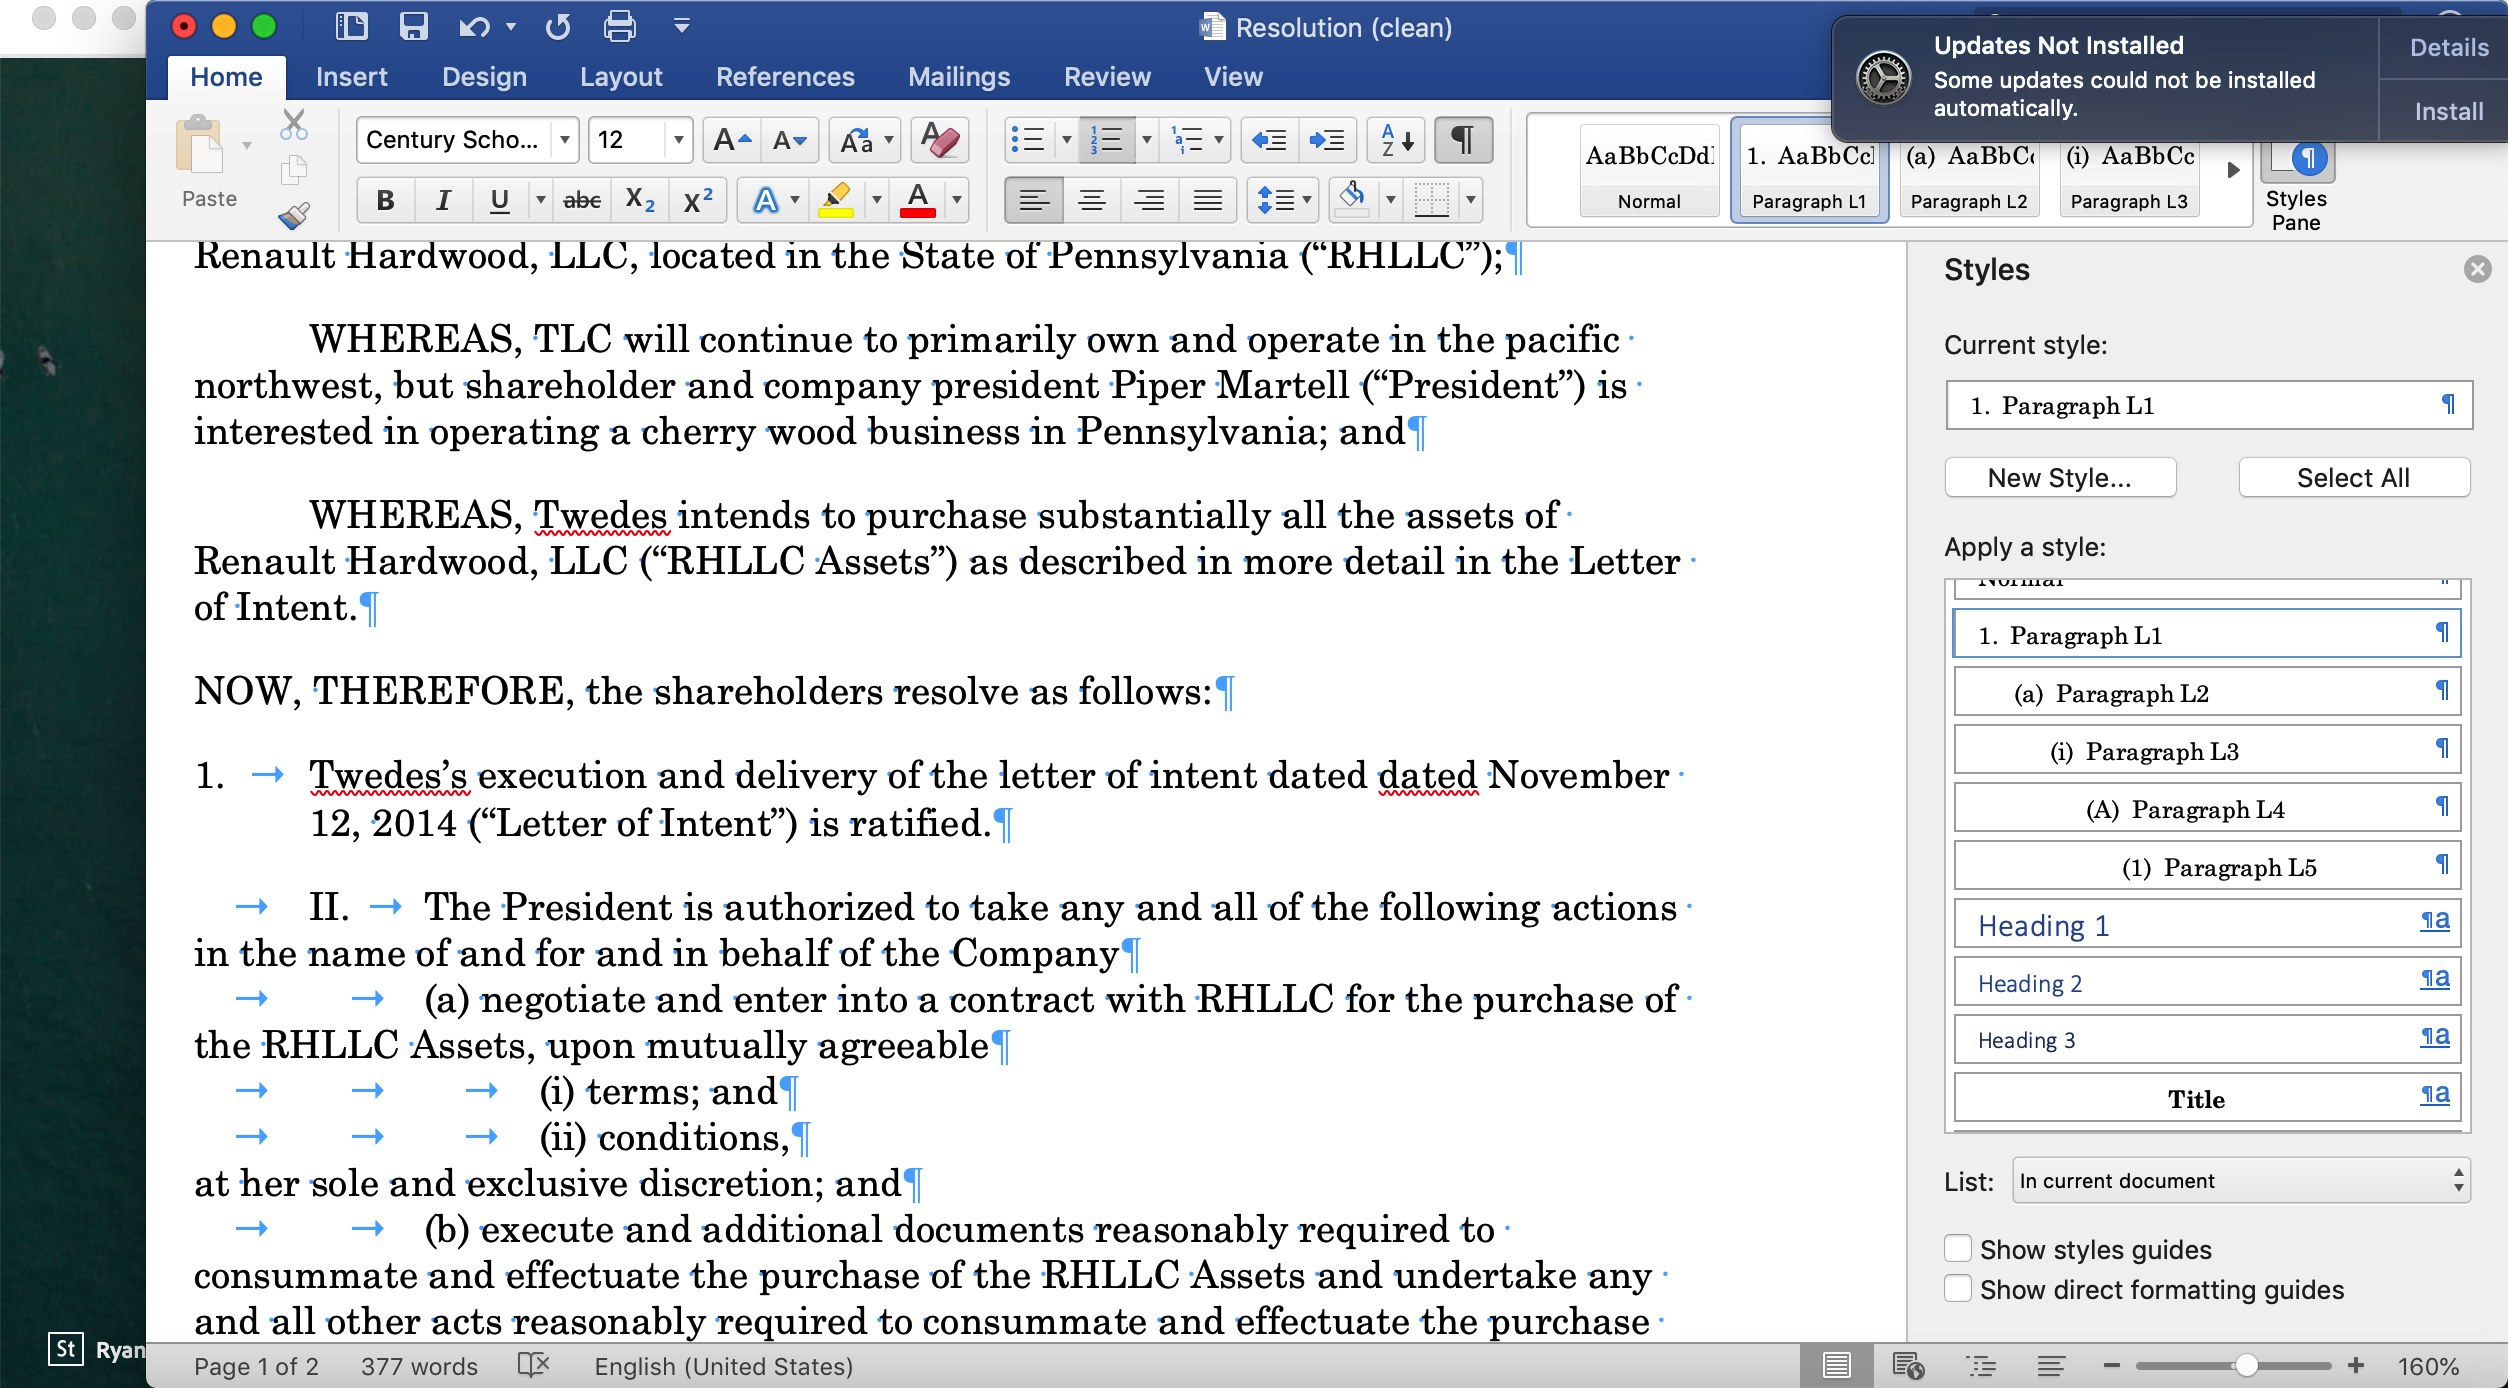 Resolution (clean)
Updates Not Installed
Some updates could not be installed
automatically.
Details
Install
Home Insert Design Layout References Mailings Review View
Paste
Century Scho... 12
AaBbCcDd Normal
1. AaBbCc Paragraph L1
(a) AaBbC Paragraph L2
(i) AaBbCc Paragraph L3
Styles
Pane
B I U abc X2 X2 A A
Renault Hardwood, LLC, located in the State of Pennsylvania (“RHLLC”);¶
WHEREAS, TLC will continue to primarily own and operate in the pacific
northwest, but shareholder and company president Piper Martell (“President”) is
interested in operating a cherry wood business in Pennsylvania; and¶
WHEREAS, Twedes intends to purchase substantially all the assets of
Renault Hardwood, LLC (“RHLLC Assets”) as described in more detail in the Letter
of Intent.¶
NOW, THEREFORE, the shareholders resolve as follows:¶
1. → Twedes’s execution and delivery of the letter of intent dated dated November
12, 2014 (“Letter of Intent”) is ratified.¶
→ II. → The President is authorized to take any and all of the following actions
in the name of and for and in behalf of the Company¶
→ → (a) negotiate and enter into a contract with RHLLC for the purchase of
the RHLLC Assets, upon mutually agreeable¶
→ → → (i) terms; and¶
→ → → (ii) conditions,¶
at her sole and exclusive discretion; and¶
→ → (b) execute and additional documents reasonably required to
consummate and effectuate the purchase of the RHLLC Assets and undertake any
and all other acts reasonably required to consummate and effectuate the purchase
Styles
Current style:
1. Paragraph L1 ¶
New Style... Select All
Apply a style:
Normal ¶
1. Paragraph L1 ¶
(a) Paragraph L2 ¶
(i) Paragraph L3 ¶
(A) Paragraph L4 ¶
(1) Paragraph L5 ¶
Heading 1 ¶a
Heading 2 ¶a
Heading 3 ¶a
Title ¶a
List: In current document
Show styles guides
Show direct formatting guides
St Ryan
Page 1 of 2 377 words English (United States) 160%